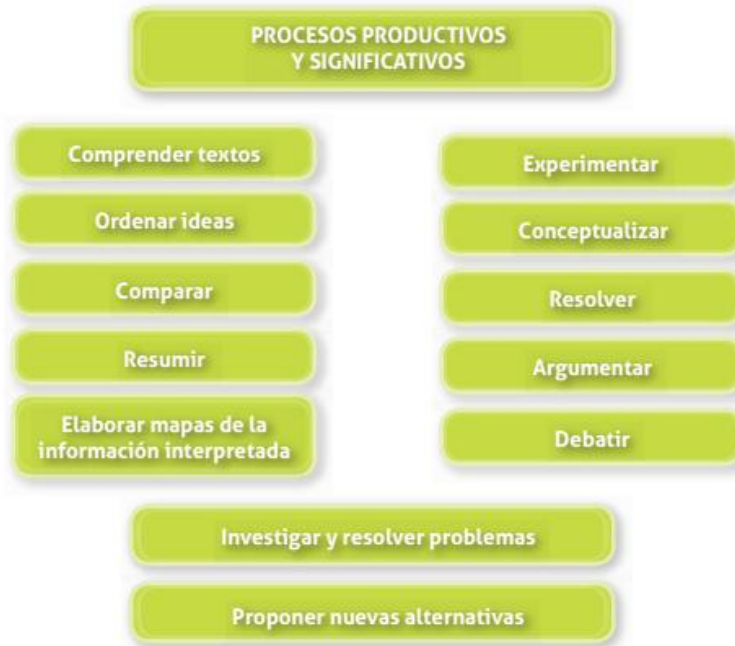 PROCESOS PRODUCTIVOS
Y SIGNIFICATIVOS
Comprender textos
Ordenar ideas
Comparar
Resumir
Elaborar mapas de la
información interpretada
Experimentar
Conceptualizar
Resolver
Argumentar
Debatir
Investigar y resolver problemas
Proponer nuevas alternativas